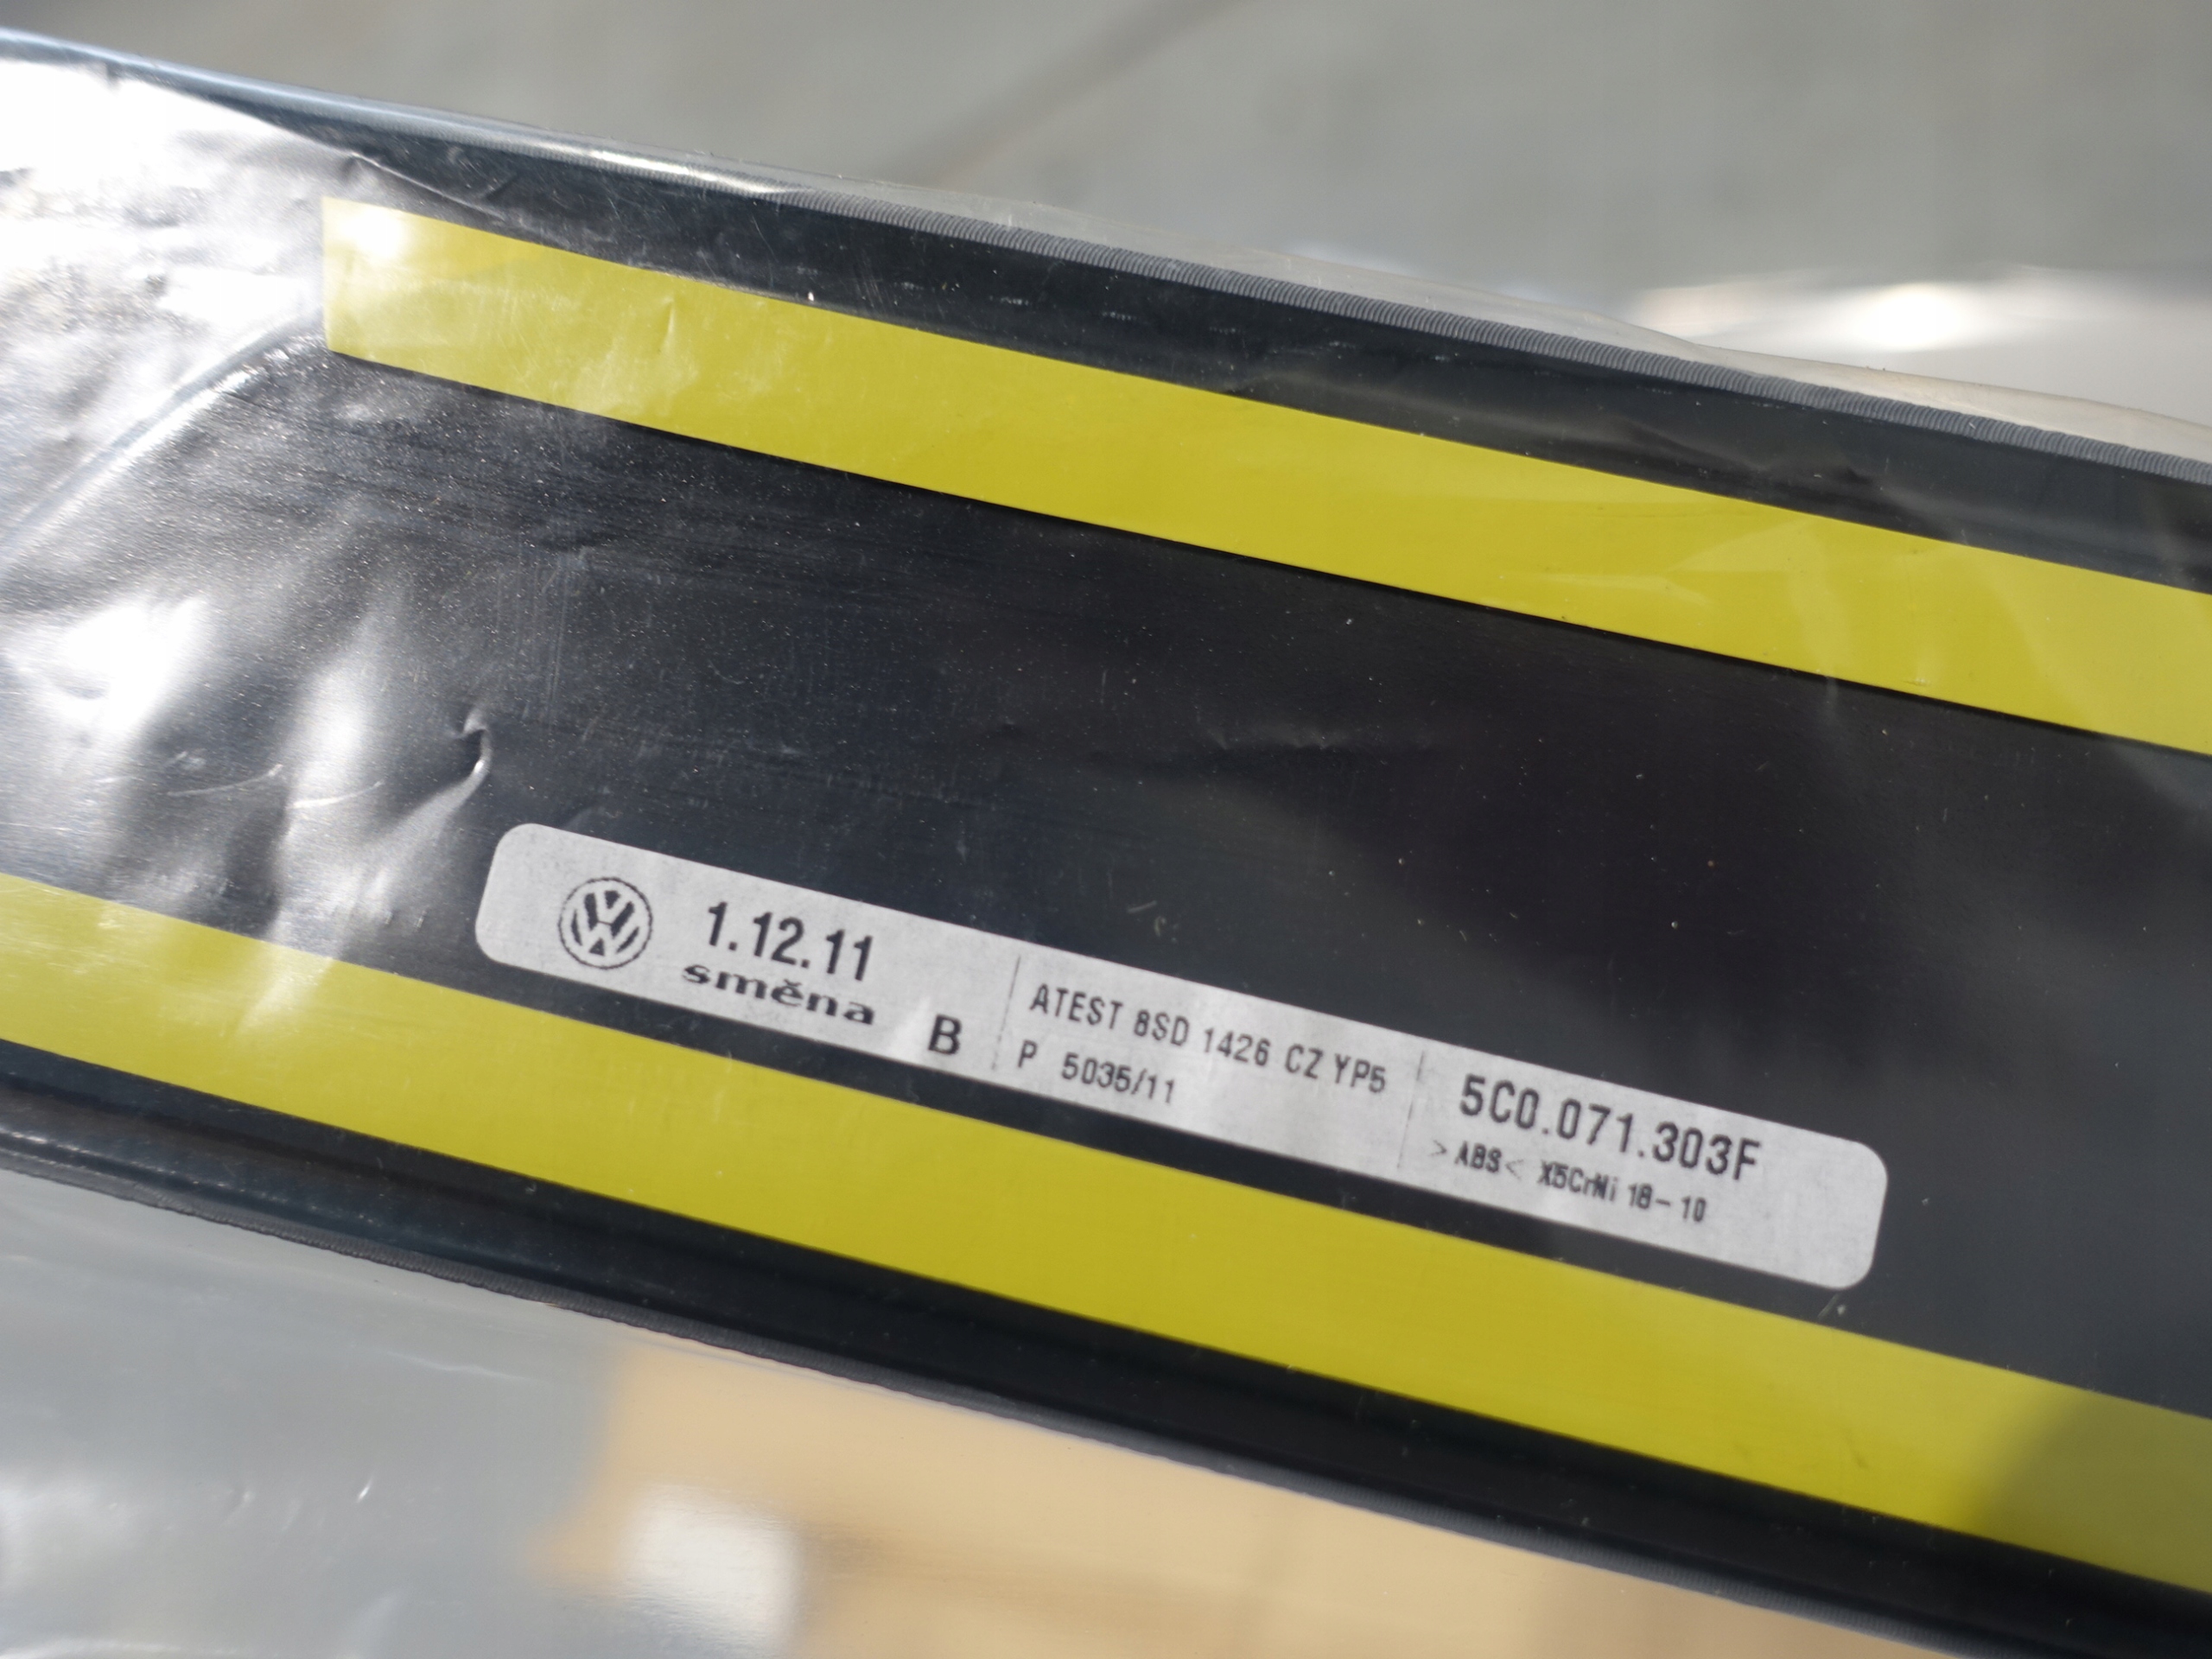 1.12.11
směna B
ATEST 8SD 1426 CZ YP5
P 5035/11
5C0.071.303F
>ABS< X5CrNi 18-10